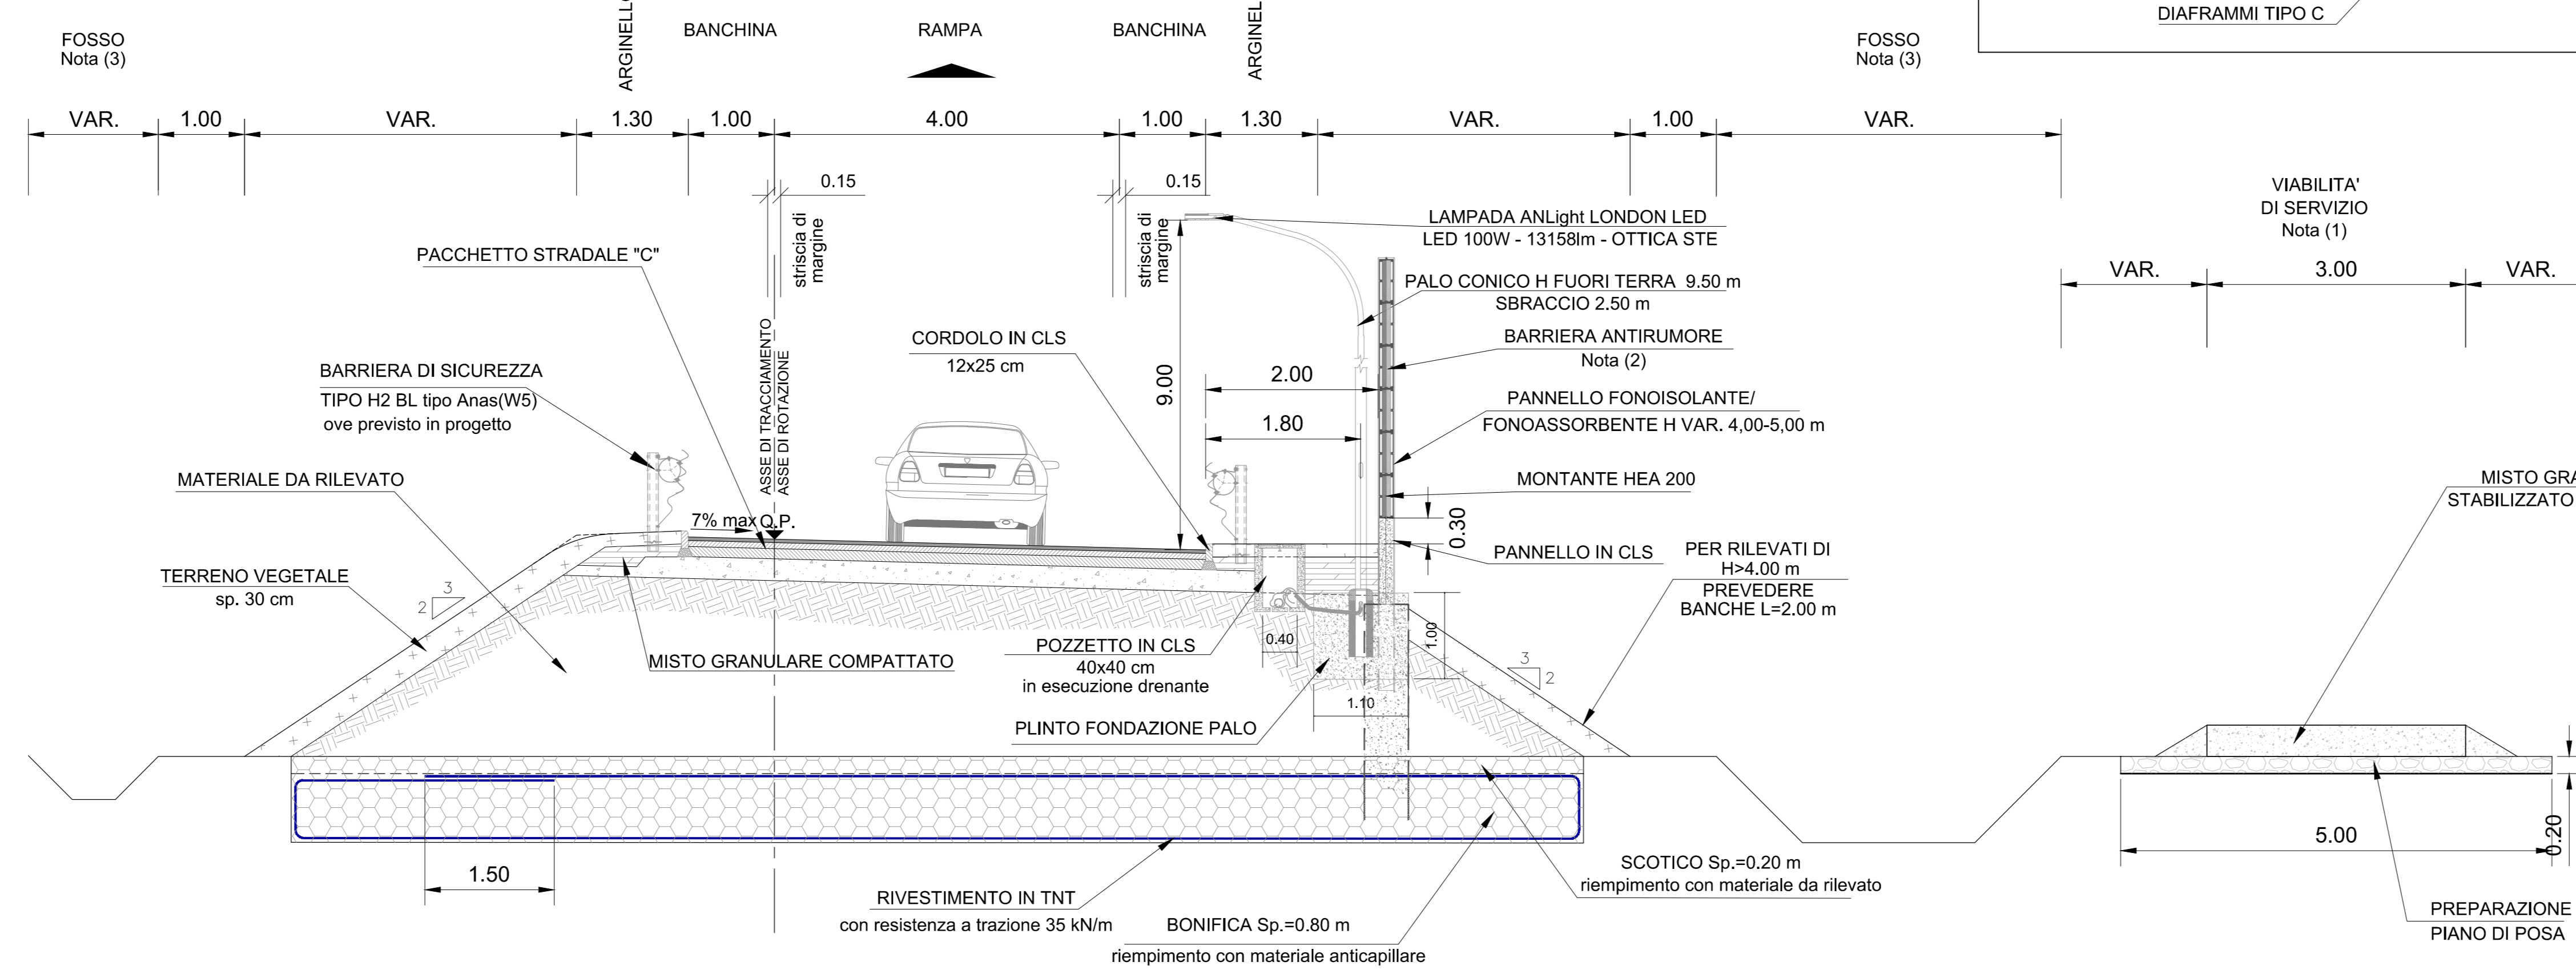 DIAFRAMMI TIPO C
FOSSO
Nota (3)
BANCHINA
RAMPA
BANCHINA
FOSSO
Nota (3)
VAR.
1.00
VAR.
1.30
1.00
4.00
1.00
1.30
VAR.
1.00
VAR.
0.15
0.15
striscia di
margine
striscia di
margine
VIABILITA'
DI SERVIZIO
Nota (1)
VAR.
3.00
VAR.
PACCHETTO STRADALE "C"
LAMPADA ANLight LONDON LED
LED 100W - 13158lm - OTTICA STE
PALO CONICO H FUORI TERRA 9.50 m
SBRACCIO 2.50 m
BARRIERA ANTIRUMORE
Nota (2)
PANNELLO FONOISOLANTE/
FONOASSORBENTE H VAR. 4,00-5,00 m
MONTANTE HEA 200
PANNELLO IN CLS
0.30
ASSE DI TRACCIAMENTO
ASSE DI ROTAZIONE
CORDOLO IN CLS
12x25 cm
9.00
2.00
1.80
BARRIERA DI SICUREZZA
TIPO H2 BL tipo Anas(W5)
ove previsto in progetto
MATERIALE DA RILEVATO
7% max
Q.P.
TERRENO VEGETALE
sp. 30 cm
3
2
MISTO GRANULARE COMPATTATO
POZZETTO IN CLS
40x40 cm
in esecuzione drenante
0.40
1.00
1.10
PLINTO FONDAZIONE PALO
PER RILEVATI DI
H>4.00 m
PREVEDERE
BANCHE L=2.00 m
3
2
STABILIZZATO
5.00
0.20
1.50
RIVESTIMENTO IN TNT
con resistenza a trazione 35 kN/m
BONIFICA Sp.=0.80 m
riempimento con materiale anticapillare
SCOTICO Sp.=0.20 m
riempimento con materiale da rilevato
PREPARAZIONE
PIANO DI POSA